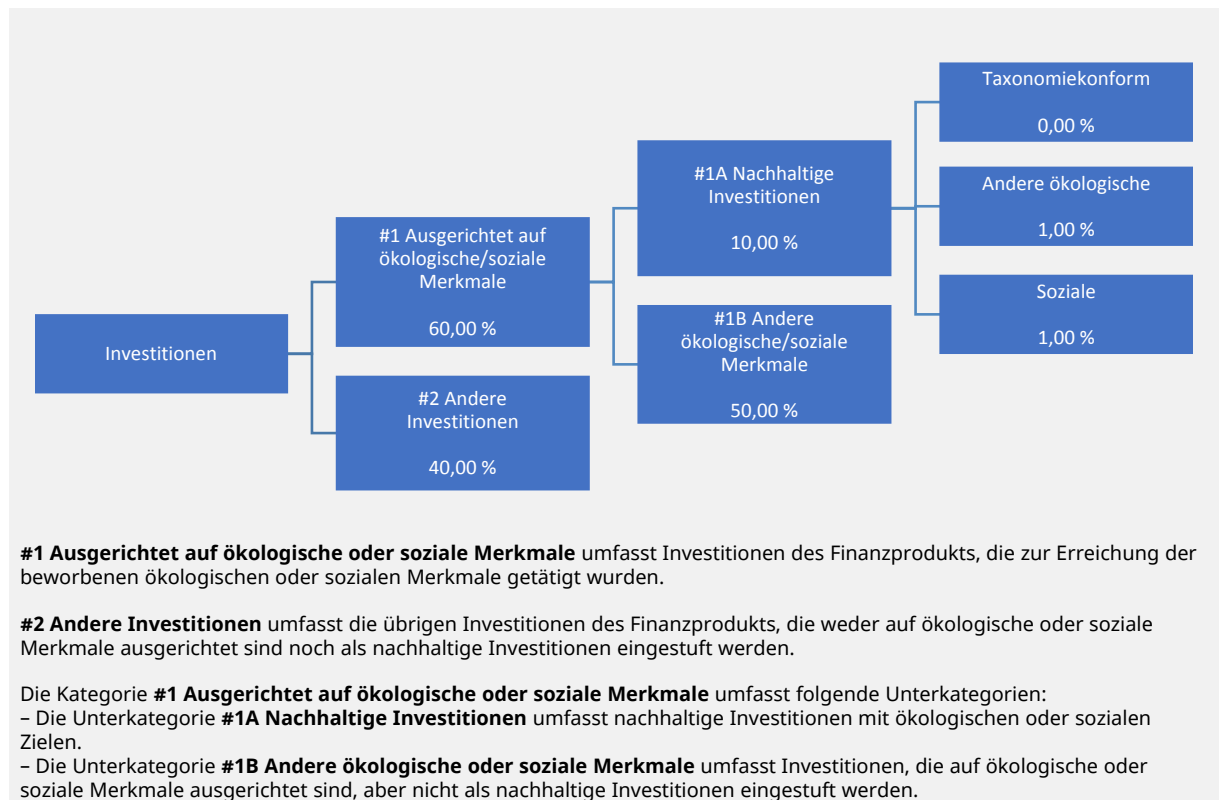 Taxonomiekonform
0,00 %
#1A Nachhaltige
Investitionen
10,00 %
Andere ökologische
1,00 %
#1 Ausgerichtet auf
ökologische/soziale
Merkmale
60,00 %
Soziale
1,00 %
#1B Andere
ökologische/soziale
Merkmale
50,00 %
Investitionen
#2 Andere
Investitionen
40,00 %
#1 Ausgerichtet auf ökologische oder soziale Merkmale umfasst Investitionen des Finanzprodukts, die zur Erreichung der
beworbenen ökologischen oder sozialen Merkmale getätigt wurden.
#2 Andere Investitionen umfasst die übrigen Investitionen des Finanzprodukts, die weder auf ökologische oder soziale
Merkmale ausgerichtet sind noch als nachhaltige Investitionen eingestuft werden.
Die Kategorie #1 Ausgerichtet auf ökologische oder soziale Merkmale umfasst folgende Unterkategorien:
– Die Unterkategorie #1A Nachhaltige Investitionen umfasst nachhaltige Investitionen mit ökologischen oder sozialen
Zielen.
– Die Unterkategorie #1B Andere ökologische oder soziale Merkmale umfasst Investitionen, die auf ökologische oder
soziale Merkmale ausgerichtet sind, aber nicht als nachhaltige Investitionen eingestuft werden.